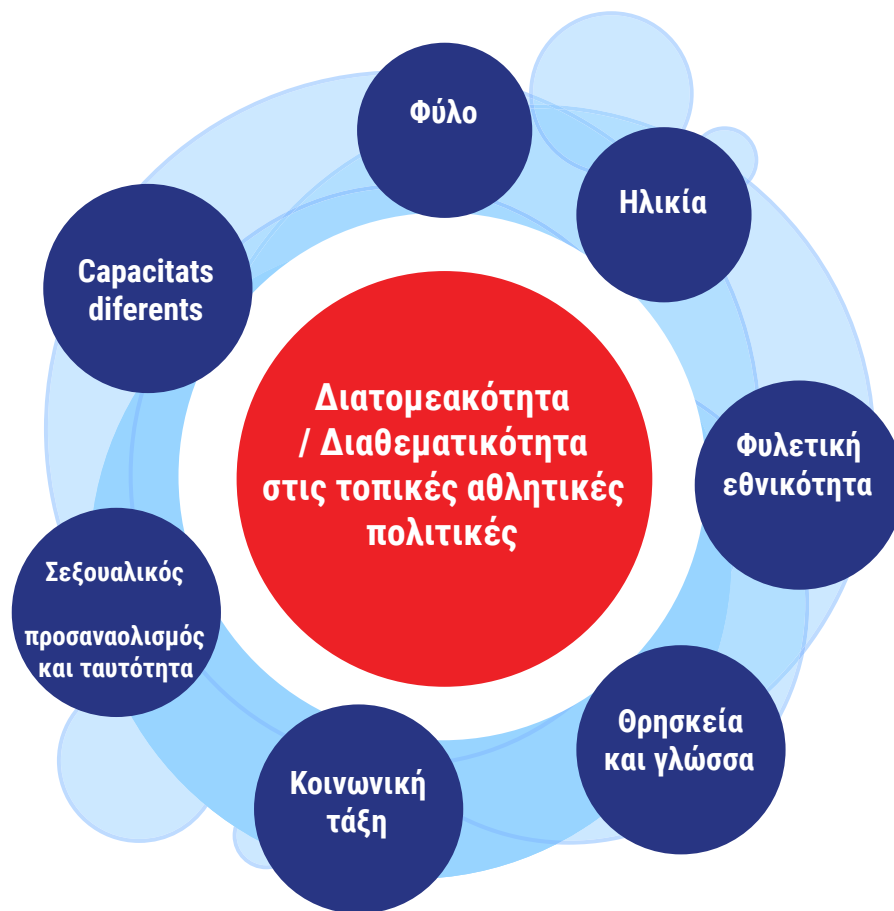 Φύλο
Ηλικία
Capacitats
diferents
Διατομεακότητα
/ Διαθεματικότητα
στις τοπικές αθλητικές
πολιτικές
Φυλετική
εθνικότητα
Σεξουαλικός
προσαναολισμός
και ταυτότητα
Θρησκεία
και γλώσσα
Κοινωνική
τάξη